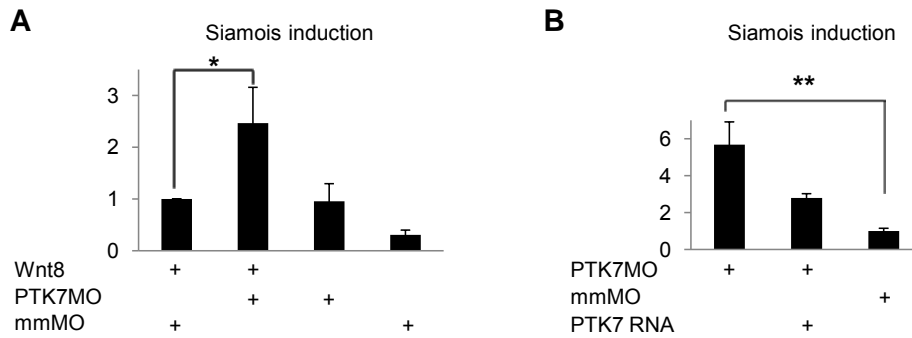 A
Siamois induction
*
3
2
1
0
Wnt8 + +
PTK7MO + +
mmMO + +
B
Siamois induction
**
6
4
2
0
PTK7MO + +
mmMO +
PTK7 RNA +